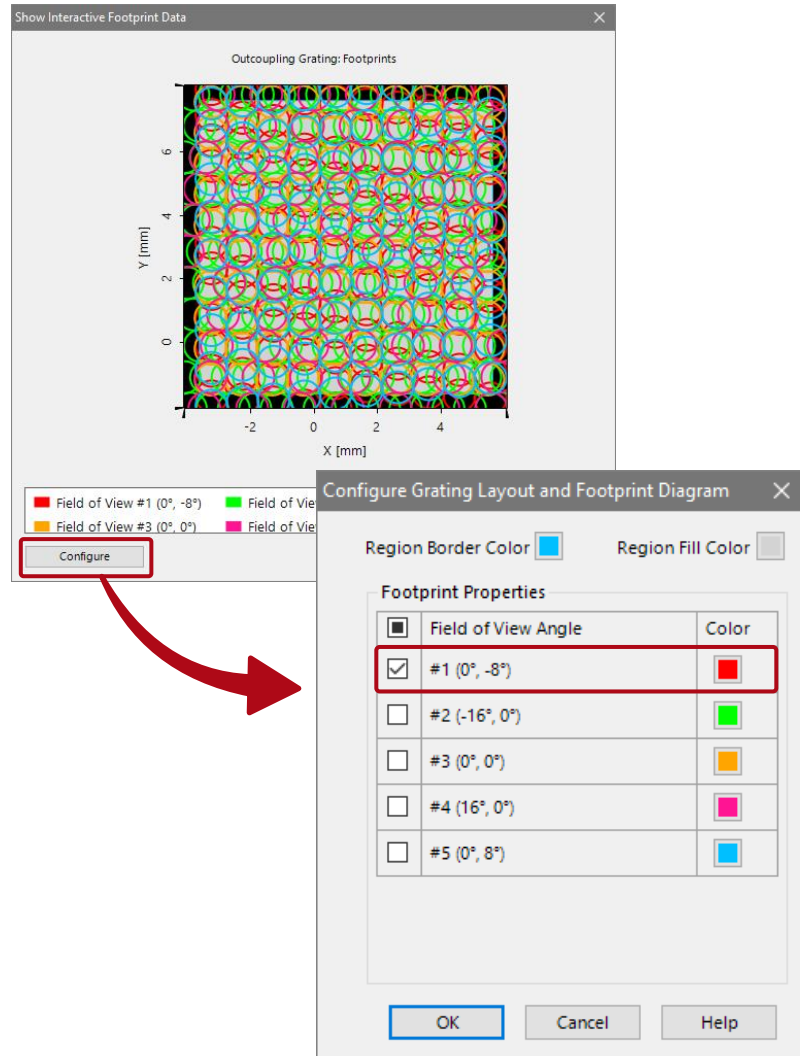 Show Interactive Footprint Data
Outcoupling Grating: Footprints
6
4
2
0
Y [mm]
-2 0 2 4
X [mm]
Field of View #1 (0°, -8°) Field of Vie
Field of View #3 (0°, 0°) Field of Vie
Configure
Configure Grating Layout and Footprint Diagram
Region Border Color Region Fill Color
Footprint Properties
Field of View Angle Color
#1 (0°, -8°)
#2 (-16°, 0°)
#3 (0°, 0°)
#4 (16°, 0°)
#5 (0°, 8°)
OK Cancel Help